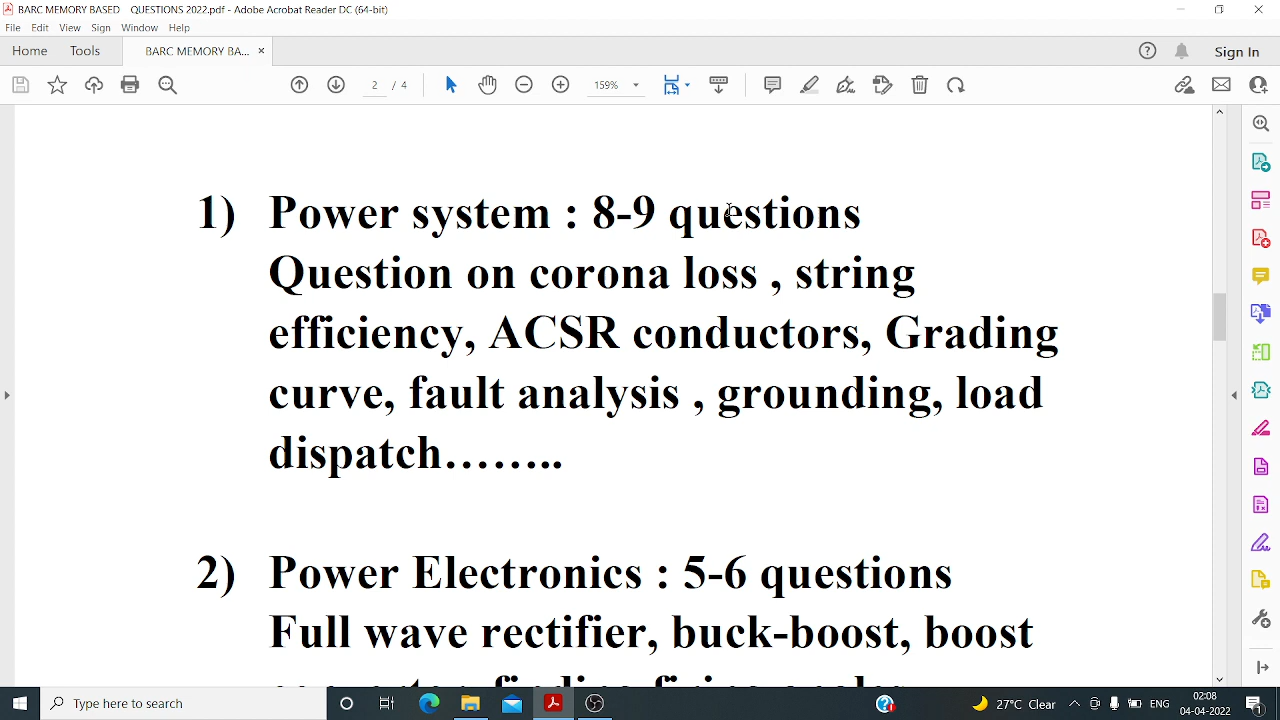 BARC MEMORY BASED QUESTIONS 2022.pdf - Adobe Acrobat Reader DC (64-bit)
File Edit View Sign Window Help
Home Tools BARC MEMORY BA... × Sign In
2 / 4 159%
1) Power system : 8-9 questions
Question on corona loss , string
efficiency, ACSR conductors, Grading
curve, fault analysis , grounding, load
dispatch……..
2) Power Electronics : 5-6 questions
Full wave rectifier, buck-boost, boost
Type here to search
27°C Clear ENG 02:08
04-04-2022